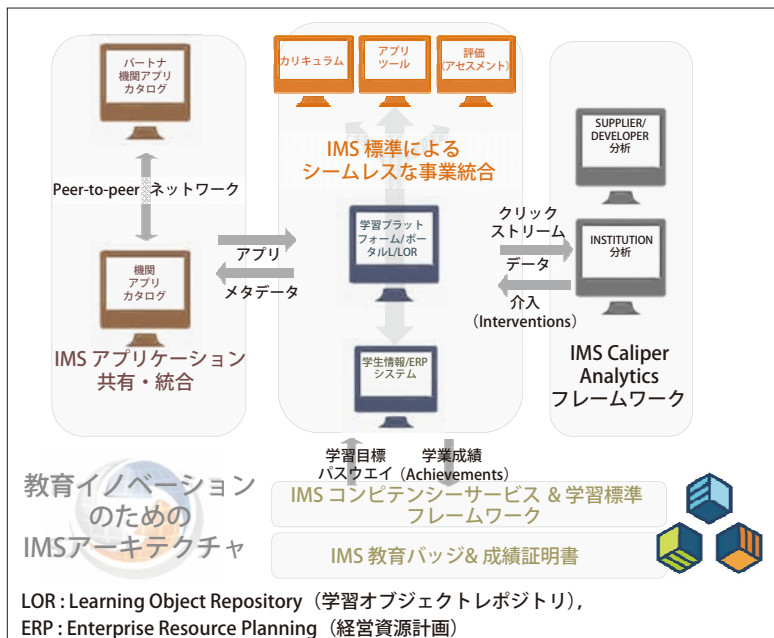 パートナ
機関アプリ
カタログ
Peer-to-peer ネットワーク
機関
アプリ
カタログ
IMS アプリケーション
共有・統合
カリキュラム
アプリ
ツール
評価
(アセスメント)
IMS 標準による
シームレスな事業統合
学習プラット
フォーム/ポー
タルL/LOR
アプリ
メタデータ
学生情報/ERP
システム
クリック
ストリーム
データ
介入
(Interventions)
SUPPLIER/
DEVELOPER
分析
INSTITUTION
分析
IMS Caliper
Analytics
フレームワーク
学習目標
パスウエイ
学業成績
(Achievements)
教育イノベーション
のための
IMSアーキテクチャ
IMS コンピテンシーサービス & 学習標準
フレームワーク
IMS 教育バッジ& 成績証明書
LOR : Learning Object Repository（学習オブジェクトレポジトリ）,
ERP : Enterprise Resource Planning（経営資源計画）